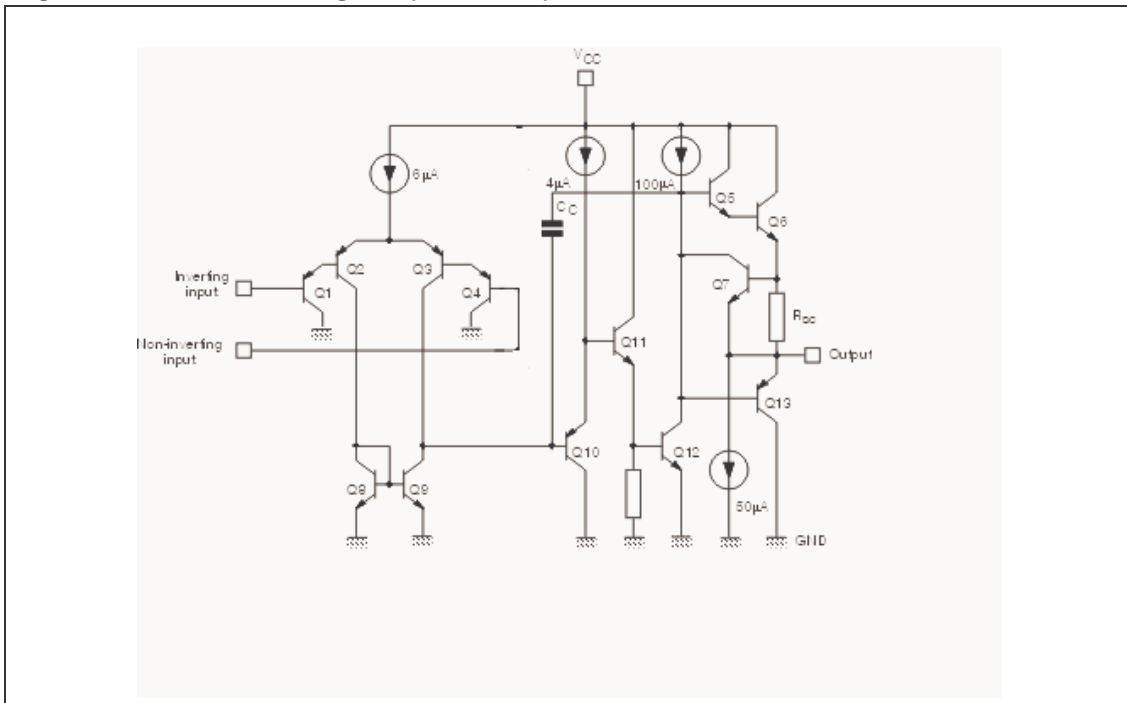 VCC
6µA
4µA
100µA
Q5
CC
Q6
Inverting
input
Q2
Q3
Q1
Q4
Q7
RSC
Non-inverting
input
Q11
Output
Q13
Q10
Q12
Q8
Q9
50µA
GND